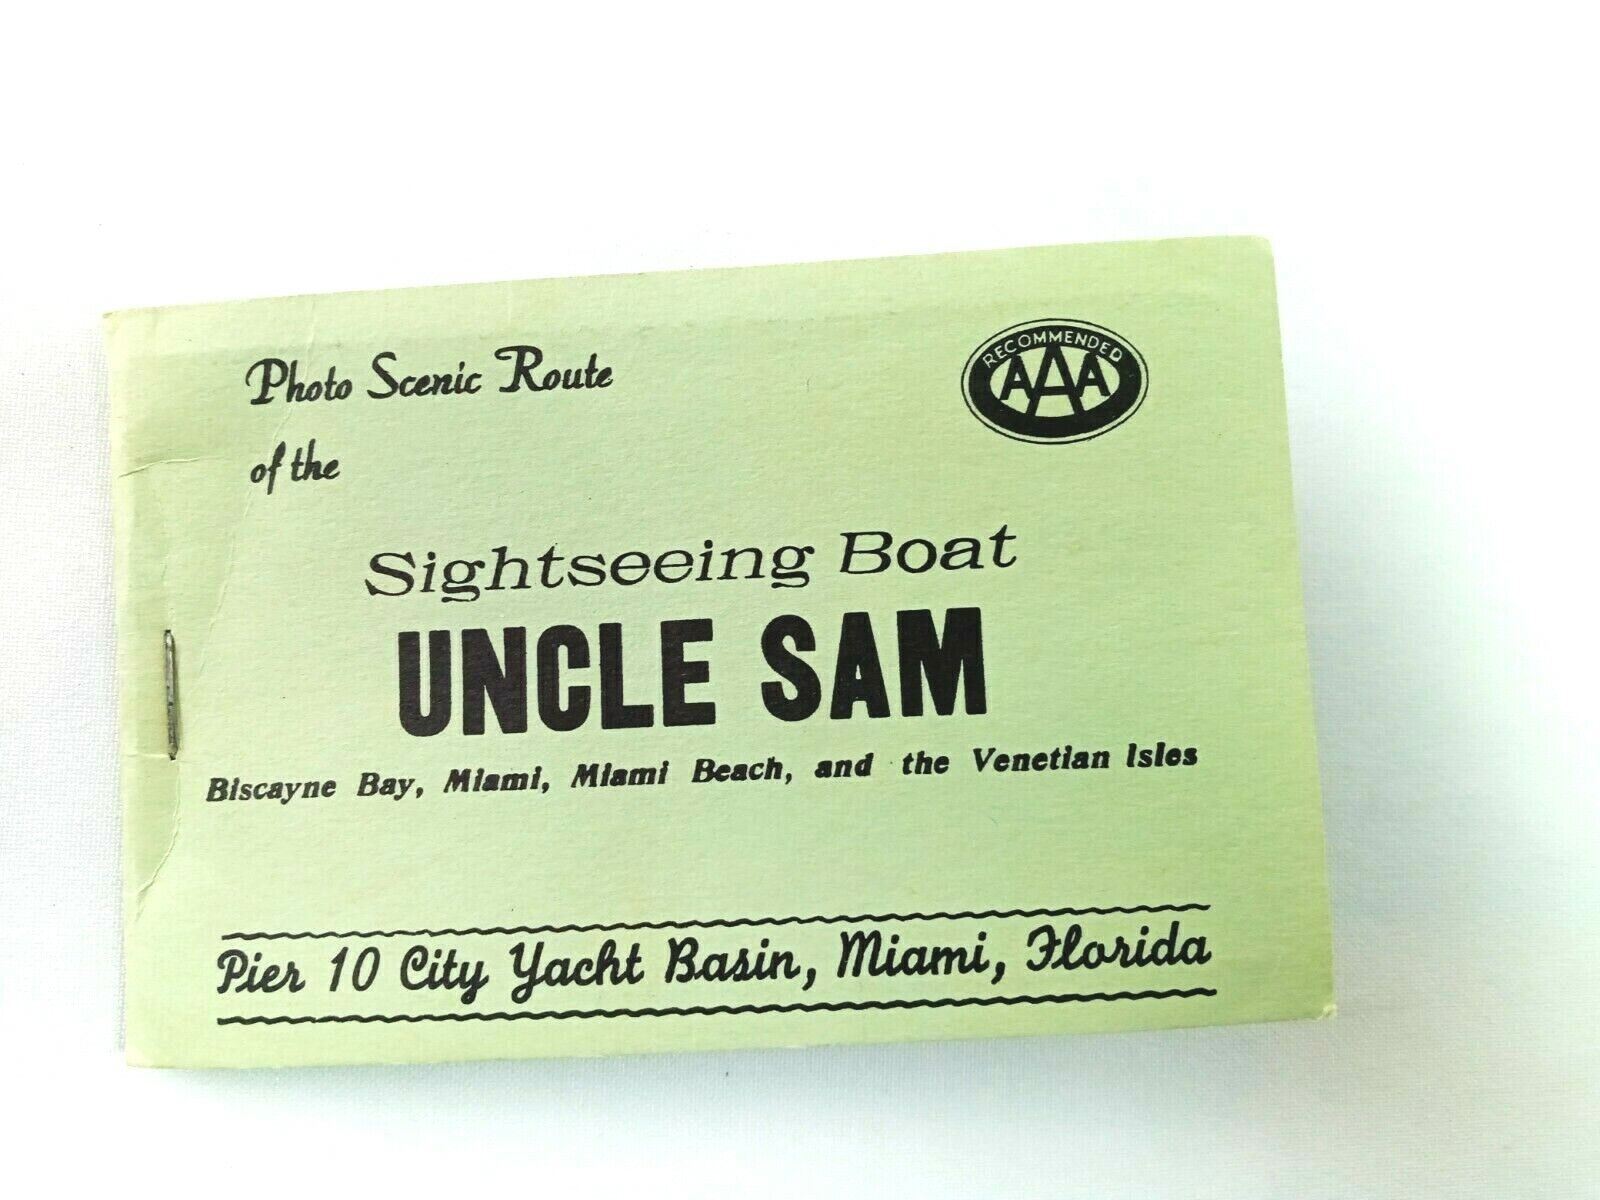 Photo Scenic Route
of the
RECOMMENDED
AAA
Sightseeing Boat
UNCLE SAM
Biscayne Bay, Miami, Miami Beach, and the Venetian Isles
Pier 10 City Yacht Basin, Miami, Florida